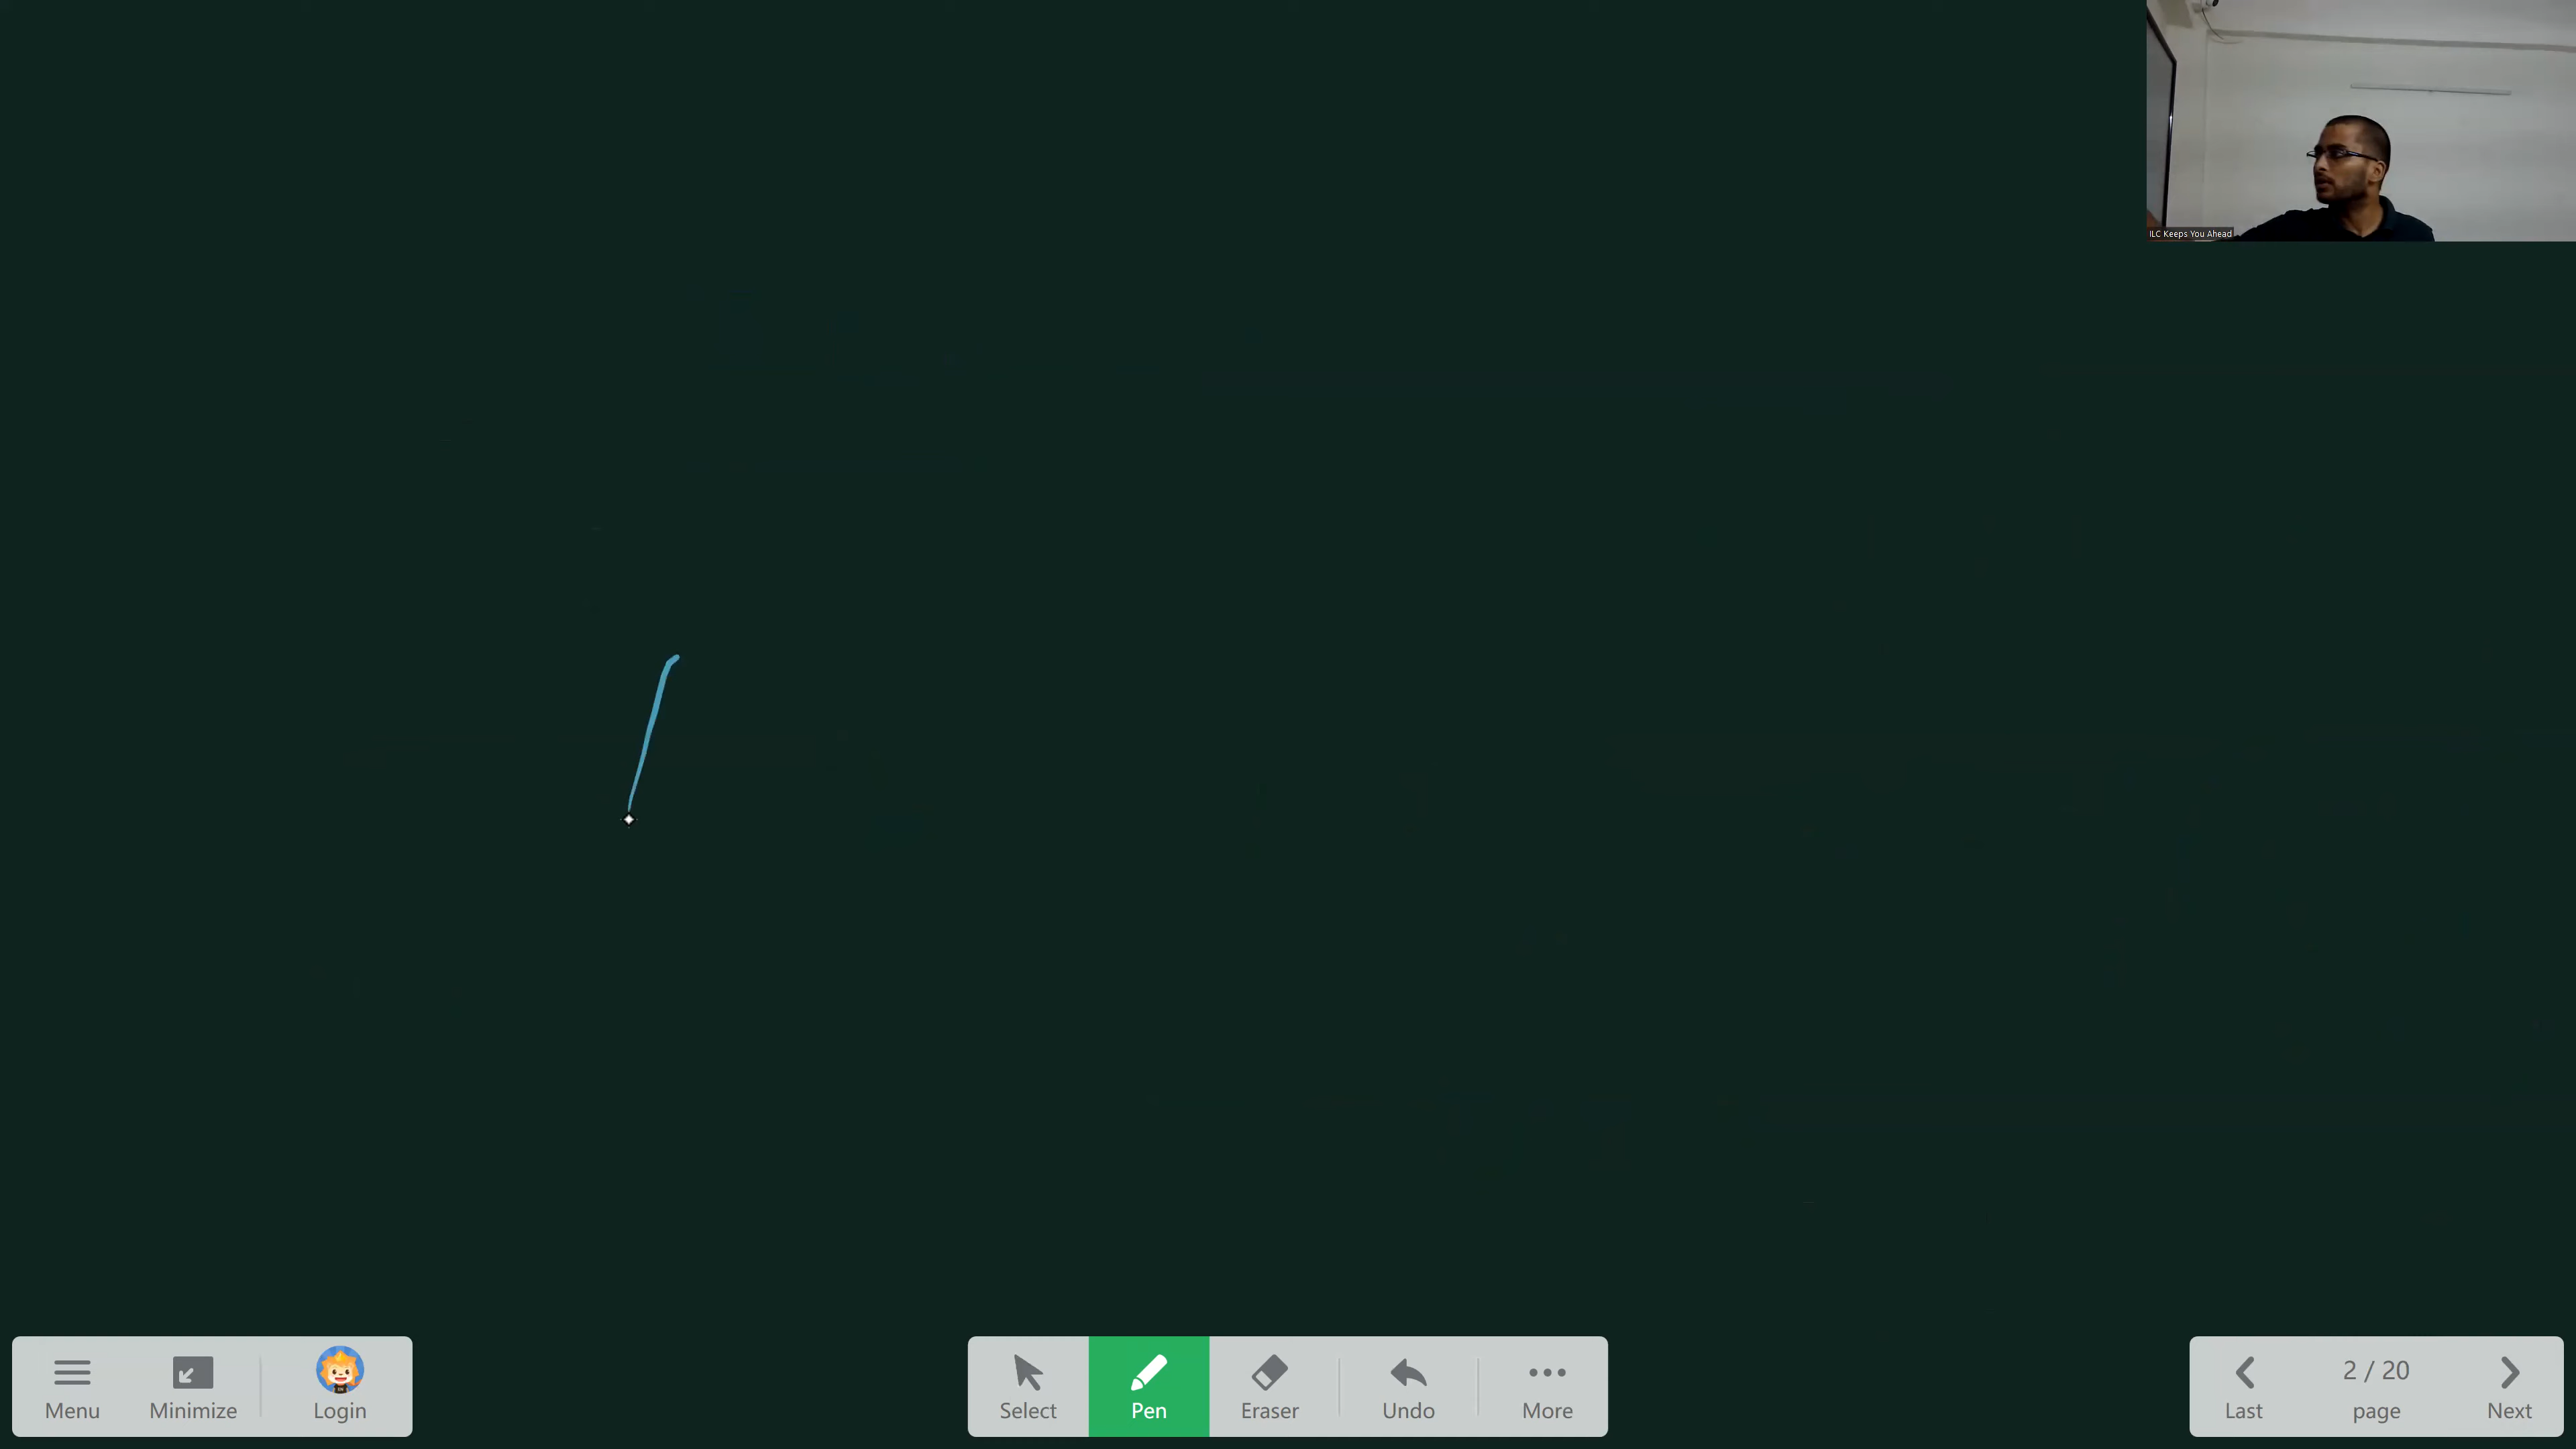 ILC Keeps You Ahead
Menu
Minimize
Login
Select
Pen
Eraser
Undo
More
Last
2 / 20
page
Next